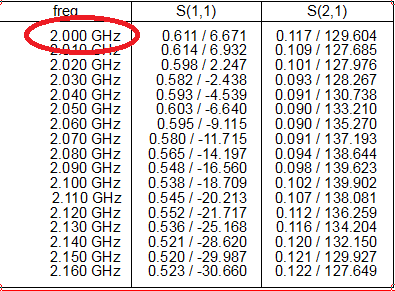 freq S(1,1) S(2,1)
2.000 GHz 0.611 / 6.671 0.117 / 129.604
2.010 GHz 0.614 / 6.932 0.109 / 127.685
2.020 GHz 0.598 / 2.247 0.101 / 127.976
2.030 GHz 0.582 / -2.438 0.093 / 128.267
2.040 GHz 0.593 / -4.539 0.091 / 130.738
2.050 GHz 0.603 / -6.640 0.090 / 133.210
2.060 GHz 0.595 / -9.115 0.090 / 135.270
2.070 GHz 0.580 / -11.715 0.091 / 137.193
2.080 GHz 0.565 / -14.197 0.094 / 138.644
2.090 GHz 0.548 / -16.560 0.098 / 139.623
2.100 GHz 0.538 / -18.709 0.102 / 139.902
2.110 GHz 0.545 / -20.213 0.107 / 138.081
2.120 GHz 0.552 / -21.717 0.112 / 136.259
2.130 GHz 0.536 / -25.168 0.116 / 134.204
2.140 GHz 0.521 / -28.620 0.120 / 132.150
2.150 GHz 0.520 / -29.987 0.121 / 129.927
2.160 GHz 0.523 / -30.660 0.122 / 127.649